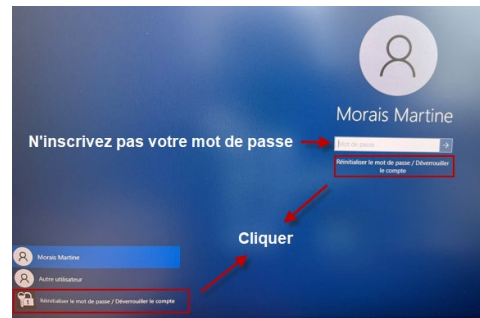 Morais Martine
N'inscrivez pas votre mot de passe
Mot de passe
Réinitialiser le mot de passe / Déverrouiller
le compte
Cliquer
Morais Martine
Autre utilisateur
Réinitialiser le mot de passe / Déverrouiller le compte